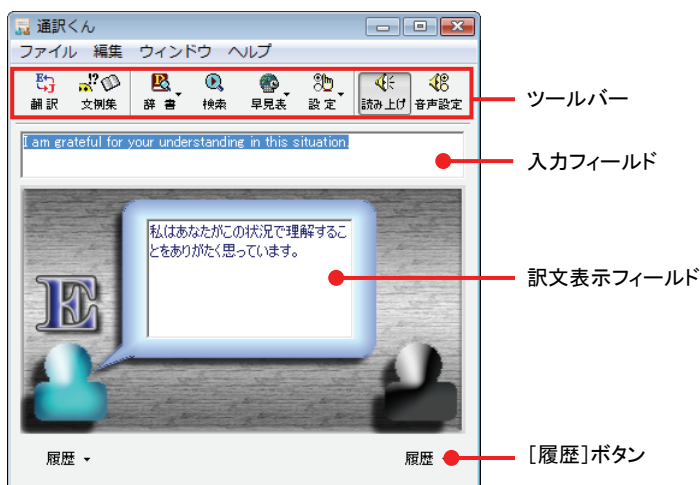 通訳くん
ファイル 編集 ウィンドウ ヘルプ
翻訳 文例集 辞書 検索 早見表 設定 読み上げ 音声設定
ツールバー
I am grateful for your understanding in this situation.
入力フィールド
私はあなたがこの状況で理解するこ
とをありがたく思っています。
訳文表示フィールド
E
履歴 履歴
[履歴]ボタン